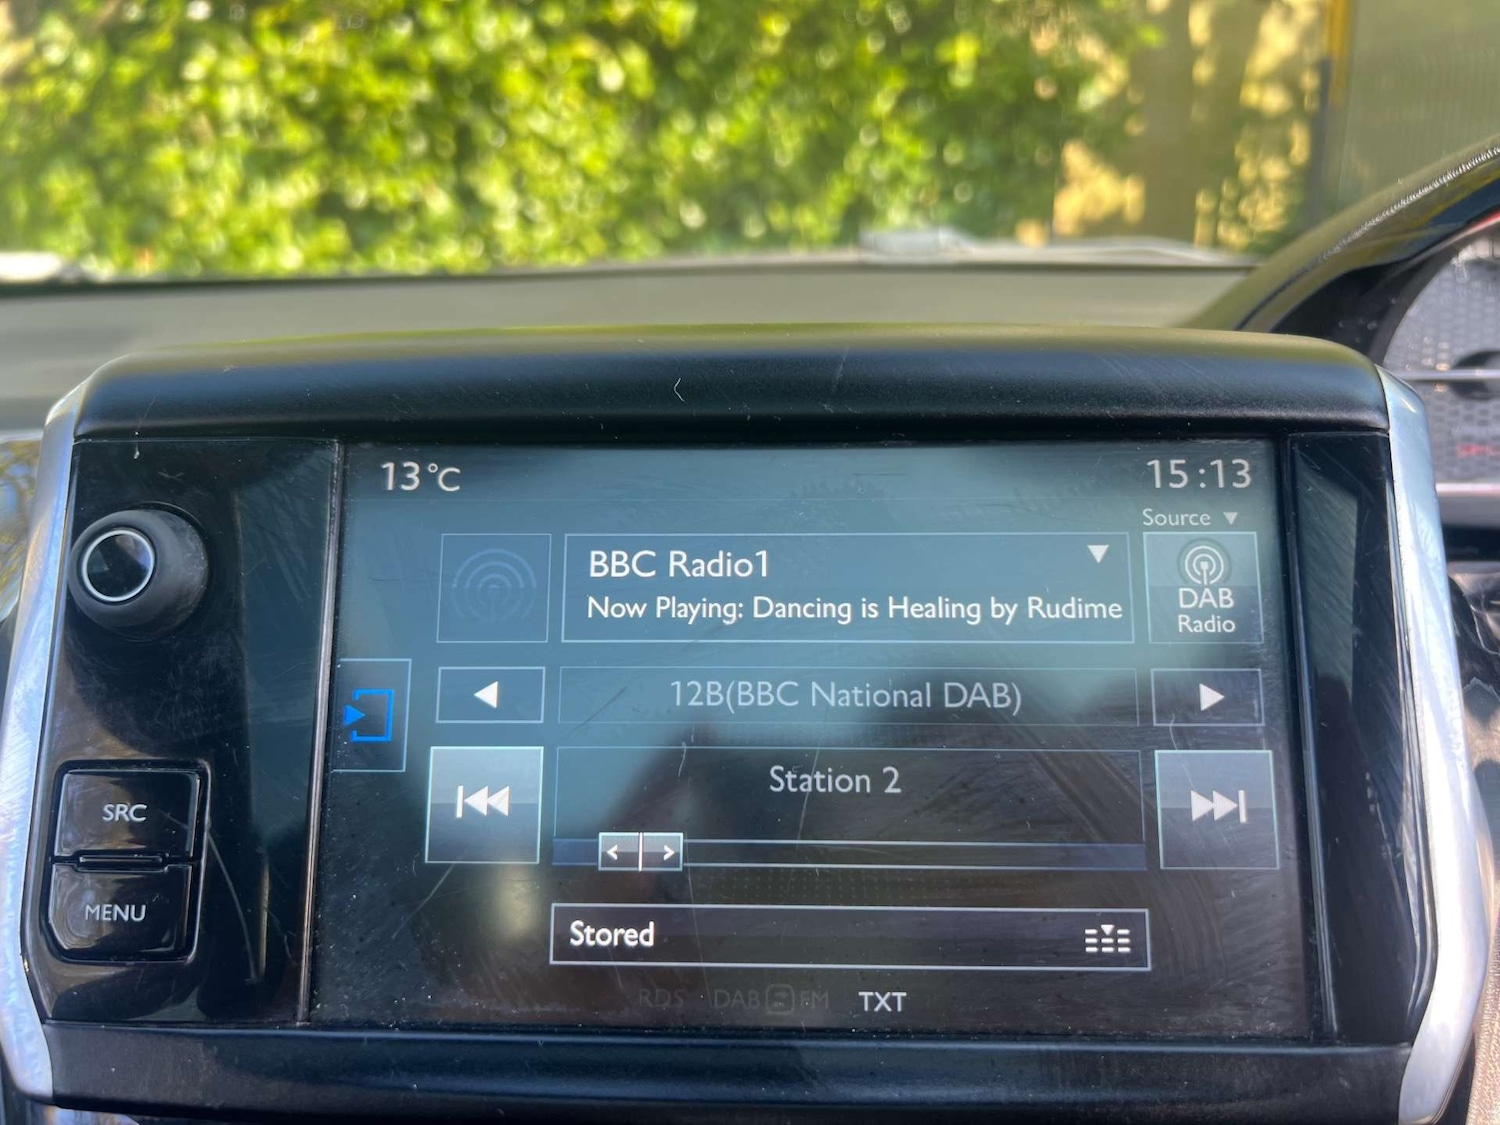 13°C
15:13
Source
BBC Radio1
Now Playing: Dancing is Healing by Rudime
DAB
Radio
12B(BBC National DAB)
SRC
Station 2
MENU
Stored
RDS DAB FM TXT